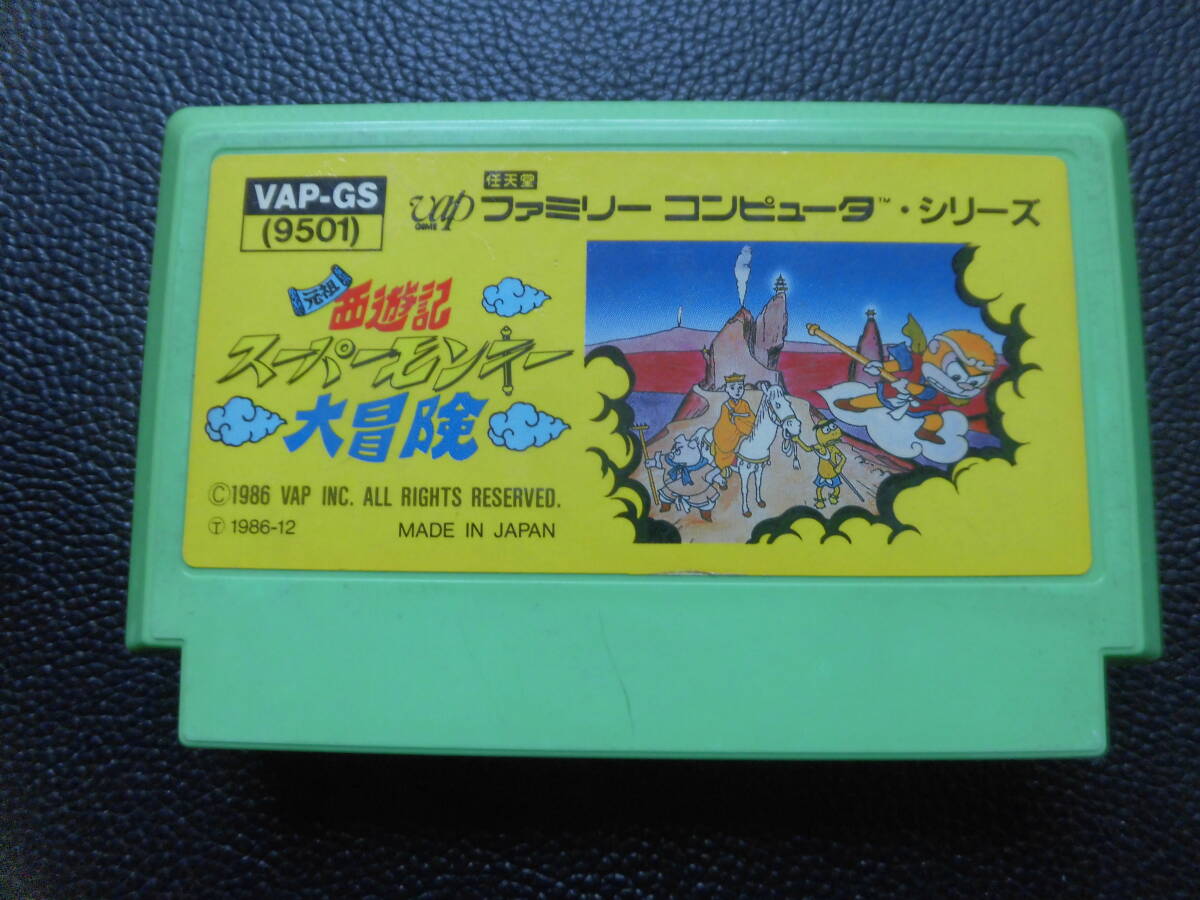 VAP-GS
(9501)
vap
GAME
任天堂
ファミリー コンピュータ™・シリーズ
元祖
西遊記
スーパーモンキー
大冒険
©1986 VAP INC. ALL RIGHTS RESERVED.
Ⓣ 1986-12 MADE IN JAPAN